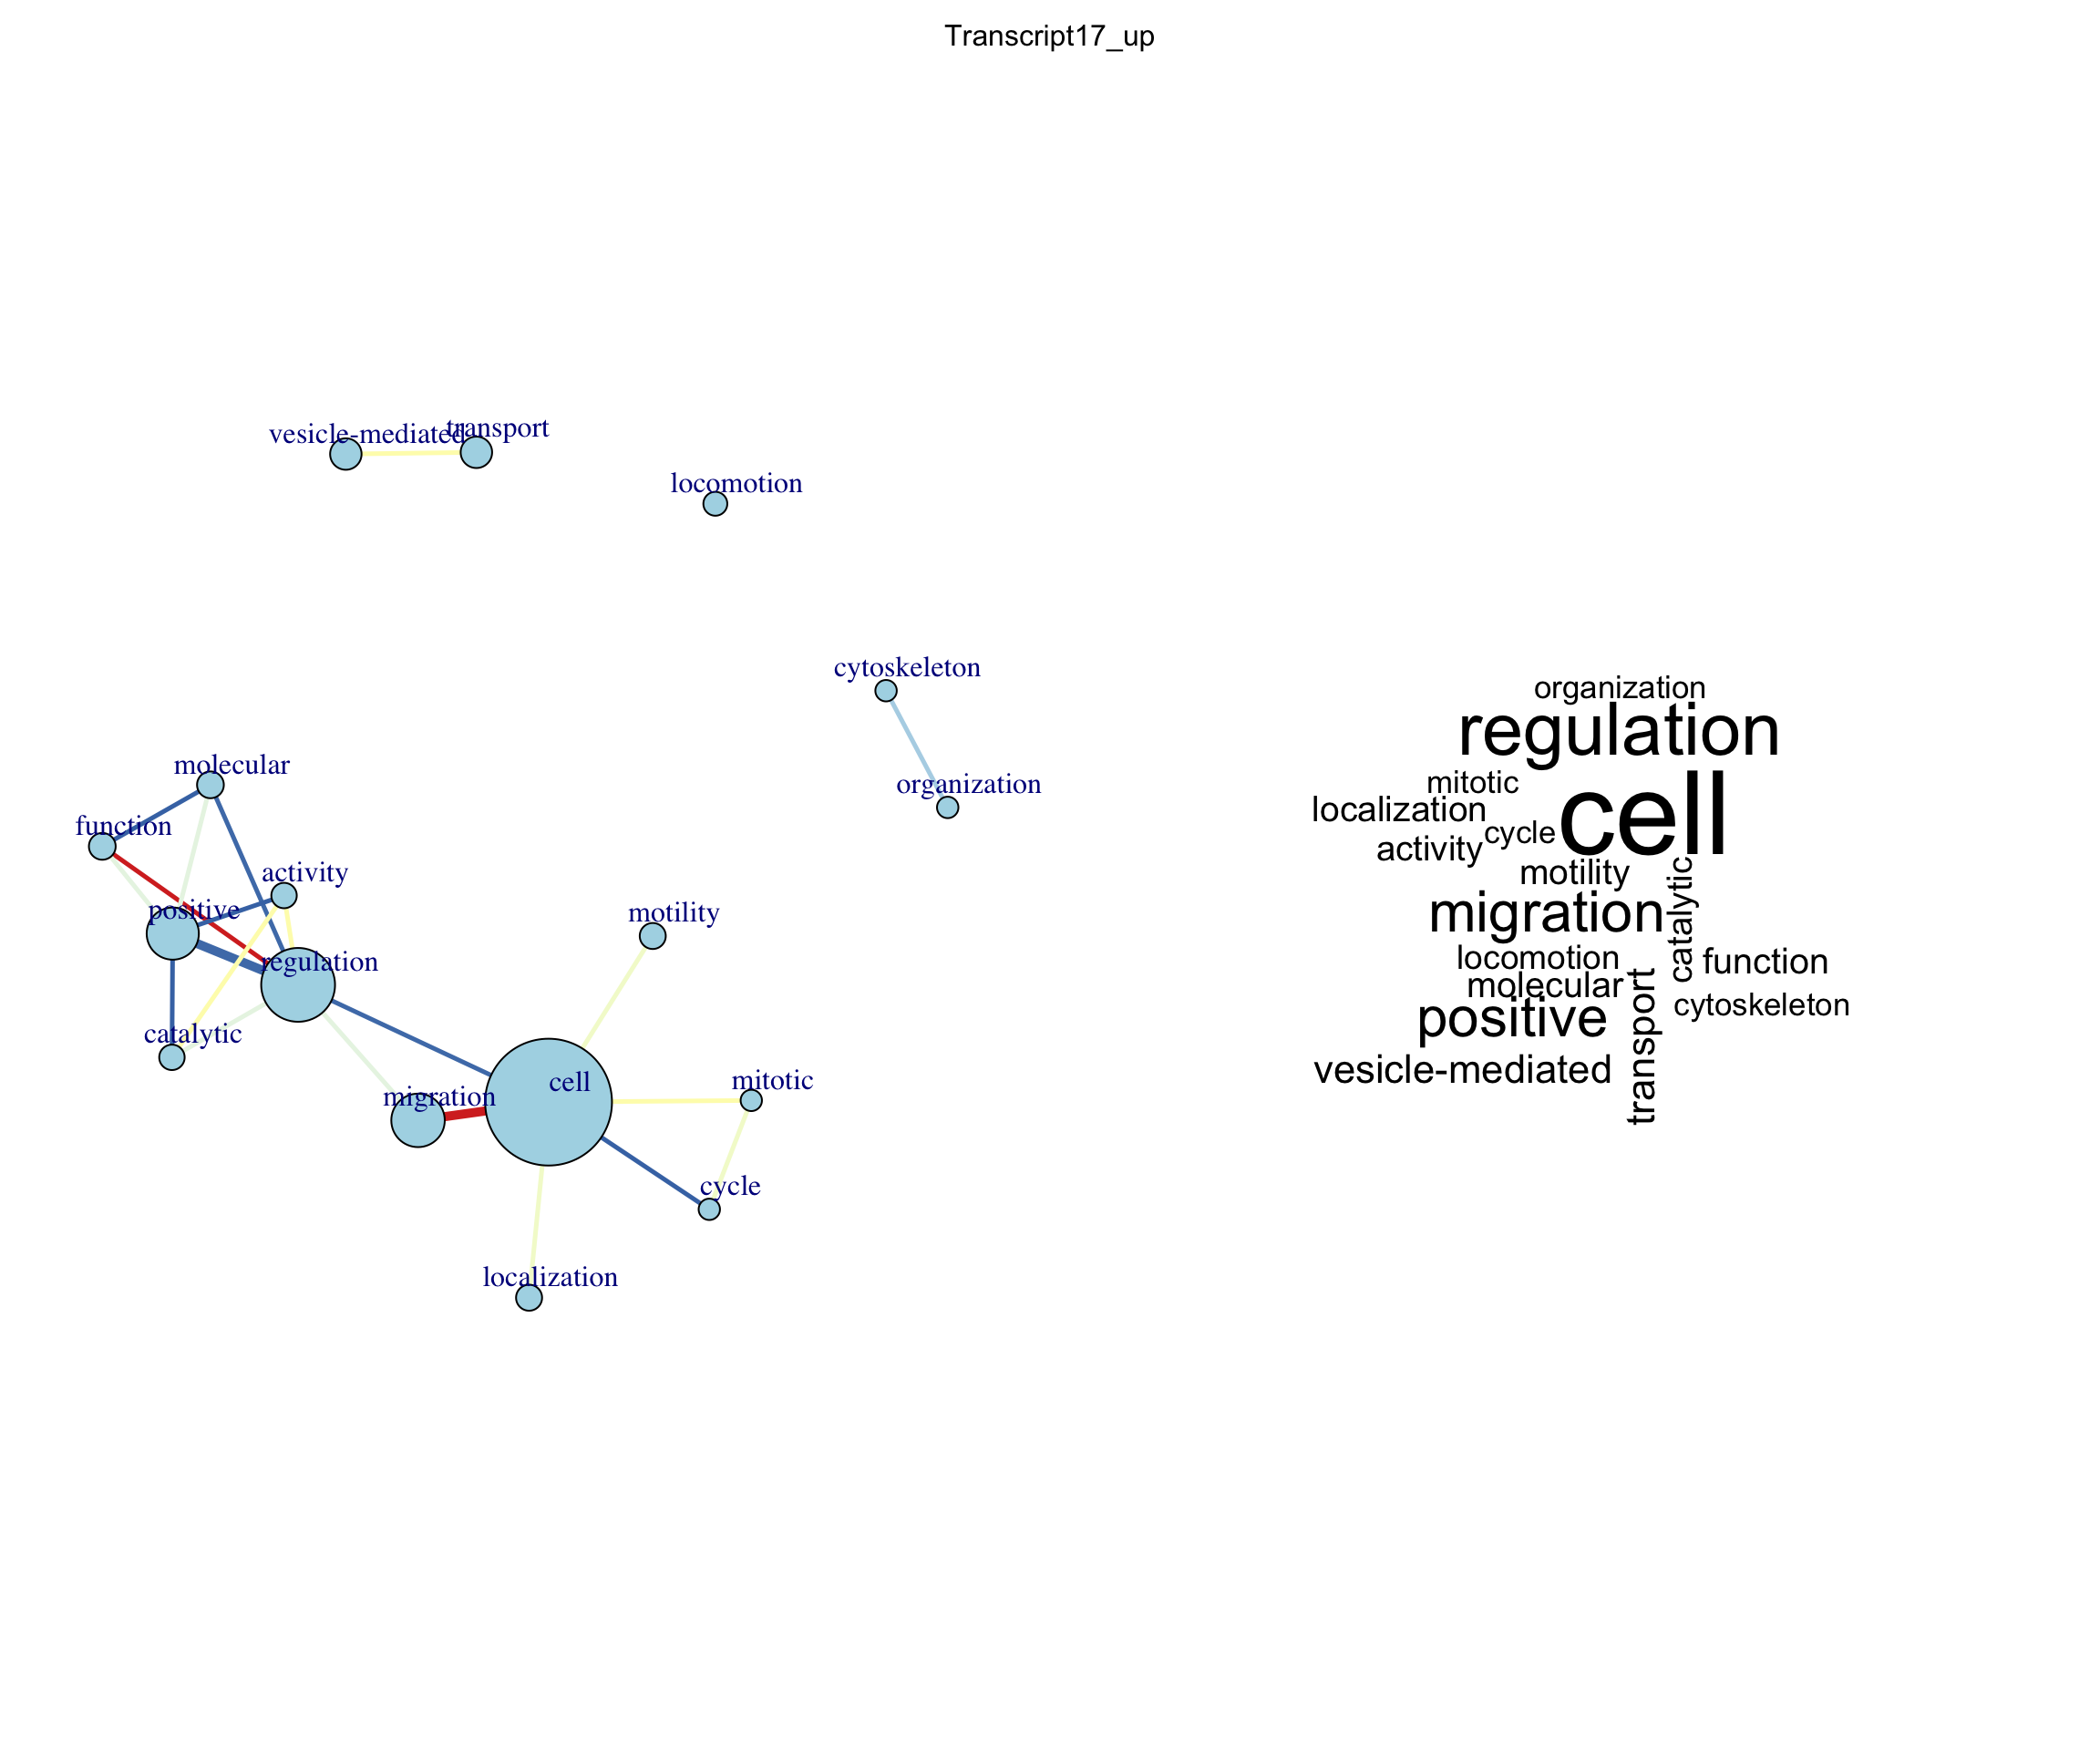 Transcript17_up
vesicle-mediated
transport
locomotion
cytoskeleton
organization
molecular
function
activity
positive
regulation
catalytic
motility
cell
migration
mitotic
cycle
localization
organization
regulation
mitotic
cell
localization
cycle
activity
motility
catalytic
migration
locomotion
function
molecular
positive
cytoskeleton
transport
vesicle-mediated